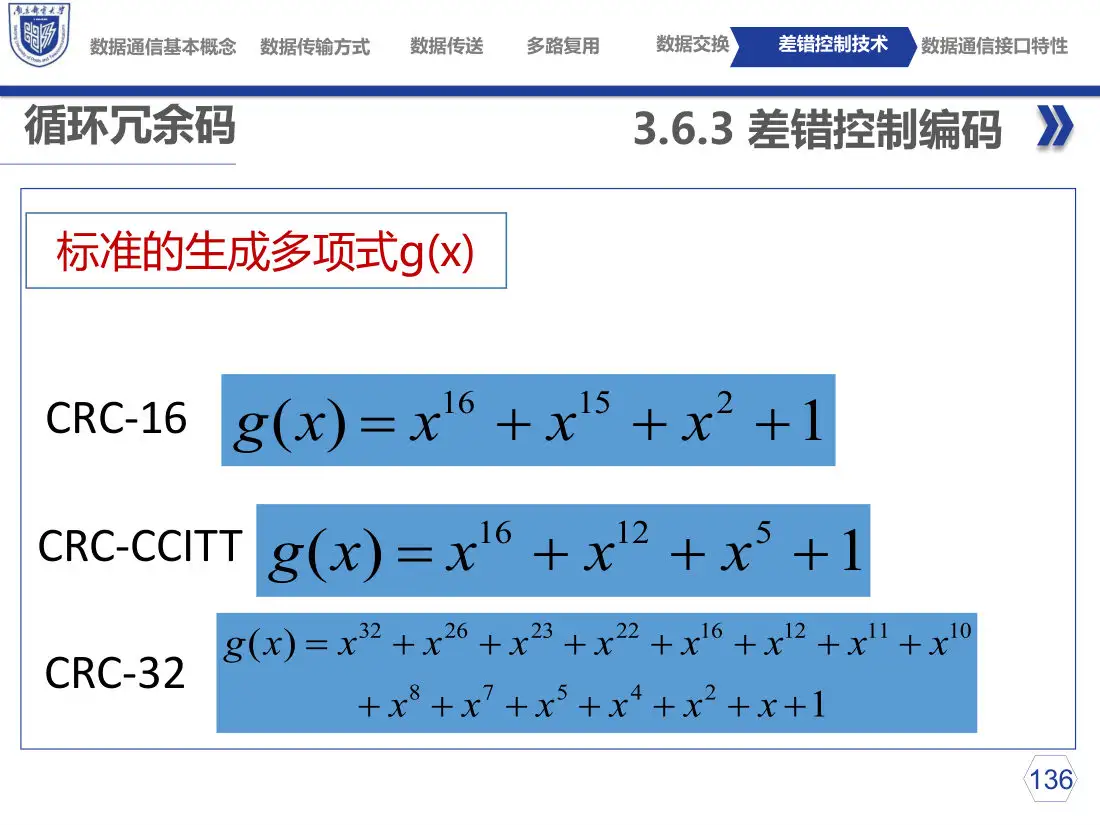 数据通信基本概念 数据传输方式 数据传送 多路复用 数据交换 差错控制技术 数据通信接口特性
循环冗余码 3.6.3 差错控制编码
标准的生成多项式g(x)
CRC-16 g(x) = x^16 + x^15 + x^2 + 1
CRC-CCITT g(x) = x^16 + x^12 + x^5 + 1
CRC-32 g(x) = x^32 + x^26 + x^23 + x^22 + x^16 + x^12 + x^11 + x^10
+ x^8 + x^7 + x^5 + x^4 + x^2 + x + 1
136